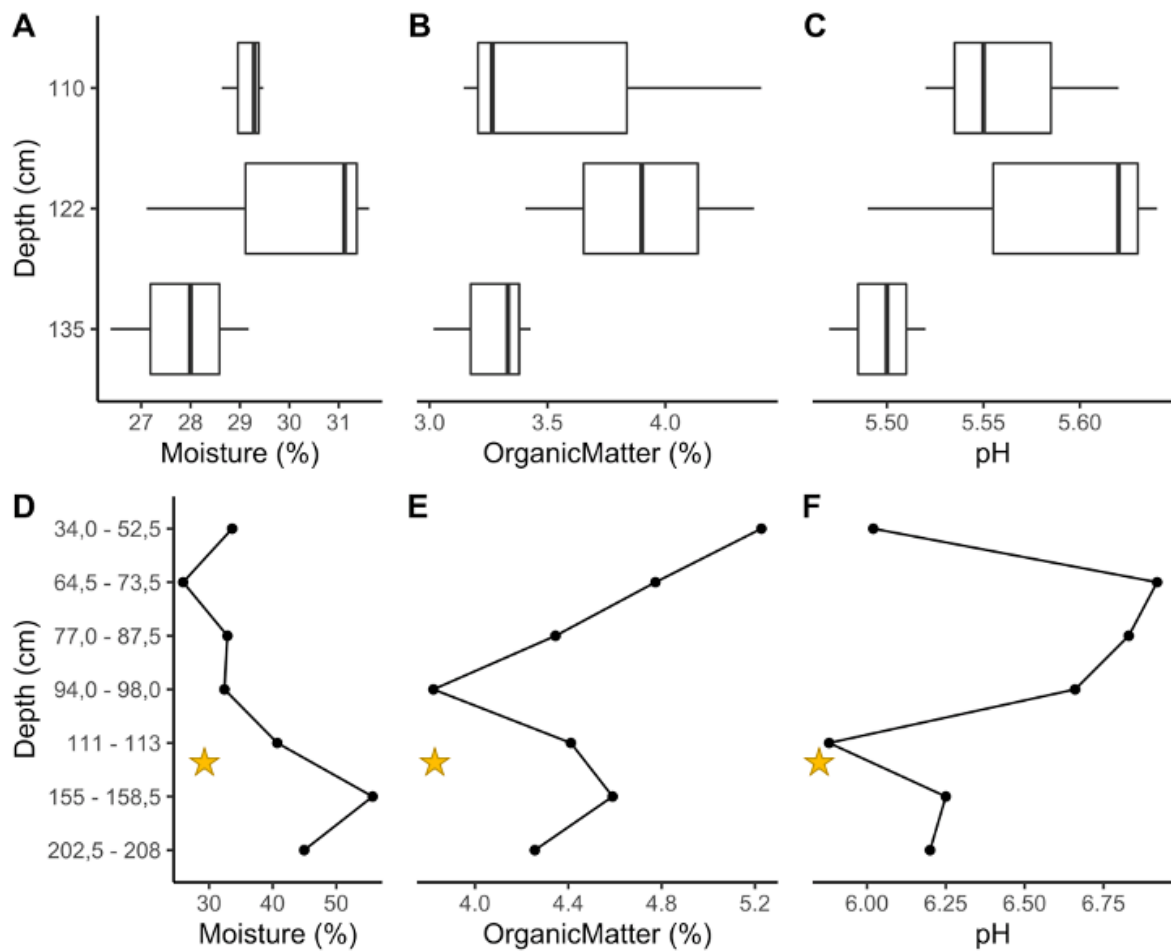 A
B
C
Depth (cm)
110
122
135
27 28 29 30 31
Moisture (%)
3.0 3.5 4.0
OrganicMatter (%)
5.50 5.55 5.60
pH
D
E
F
Depth (cm)
34,0 - 52,5
64,5 - 73,5
77,0 - 87,5
94,0 - 98,0
111 - 113
155 - 158,5
202,5 - 208
30 40 50
Moisture (%)
4.0 4.4 4.8 5.2
OrganicMatter (%)
6.00 6.25 6.50 6.75
pH